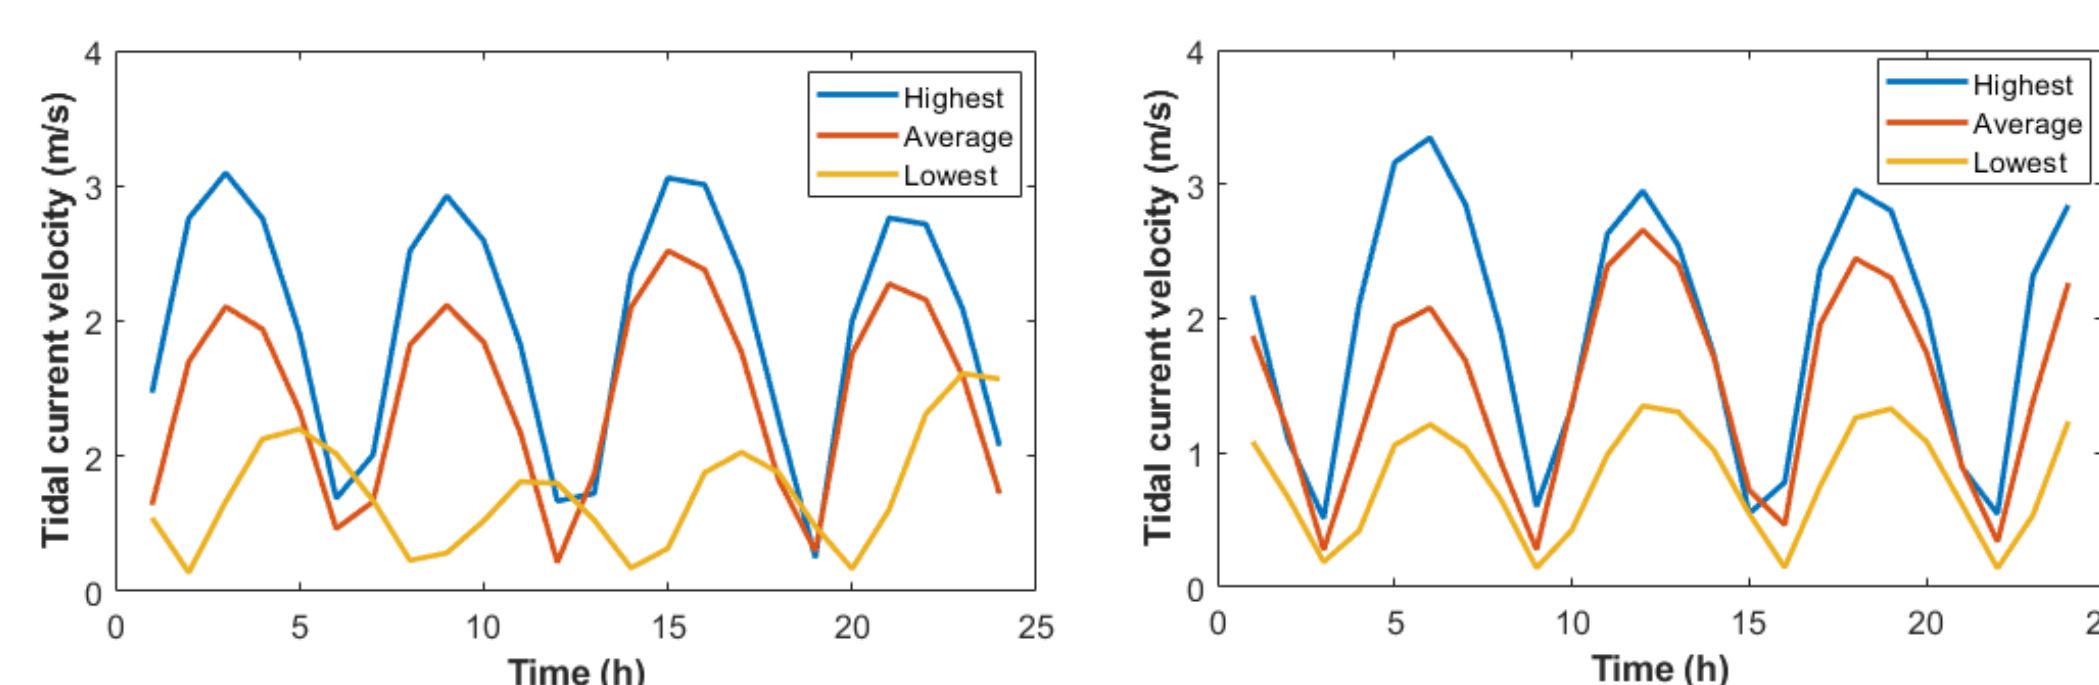 4
3
2
2
0
Tidal current velocity (m/s)
Highest
Average
Lowest
0 5 10 15 20 25
Time (h)
4
3
2
1
0
Tidal current velocity (m/s)
Highest
Average
Lowest
0 5 10 15 20 2
Time (h)